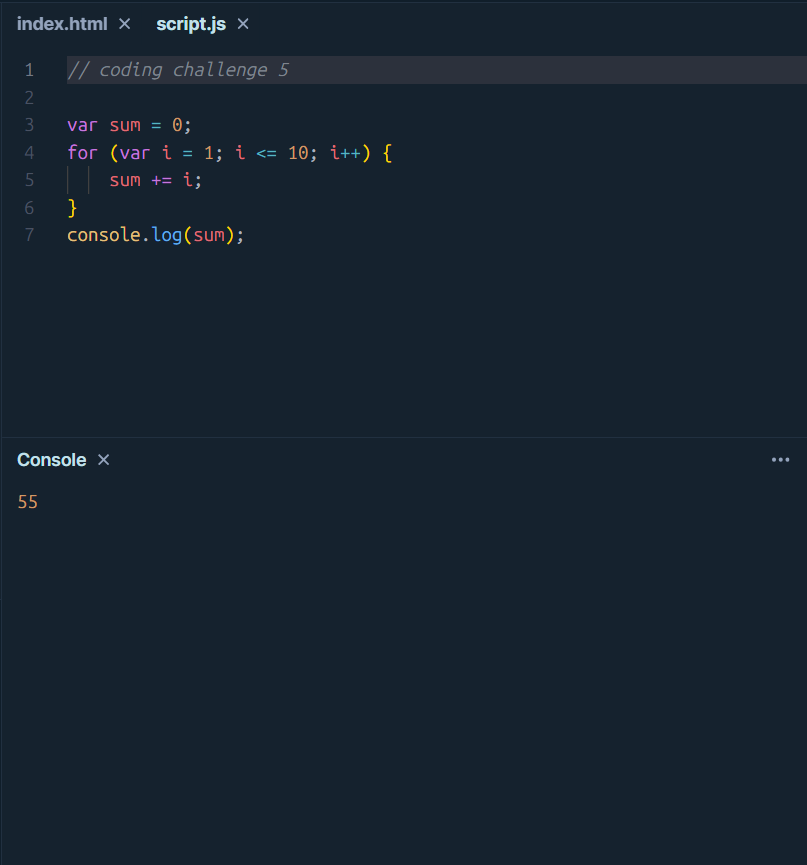 index.html × script.js ×
1 // coding challenge 5
2
3 var sum = 0;
4 for (var i = 1; i <= 10; i++) {
5     sum += i;
6 }
7 console.log(sum);
Console × ...
55